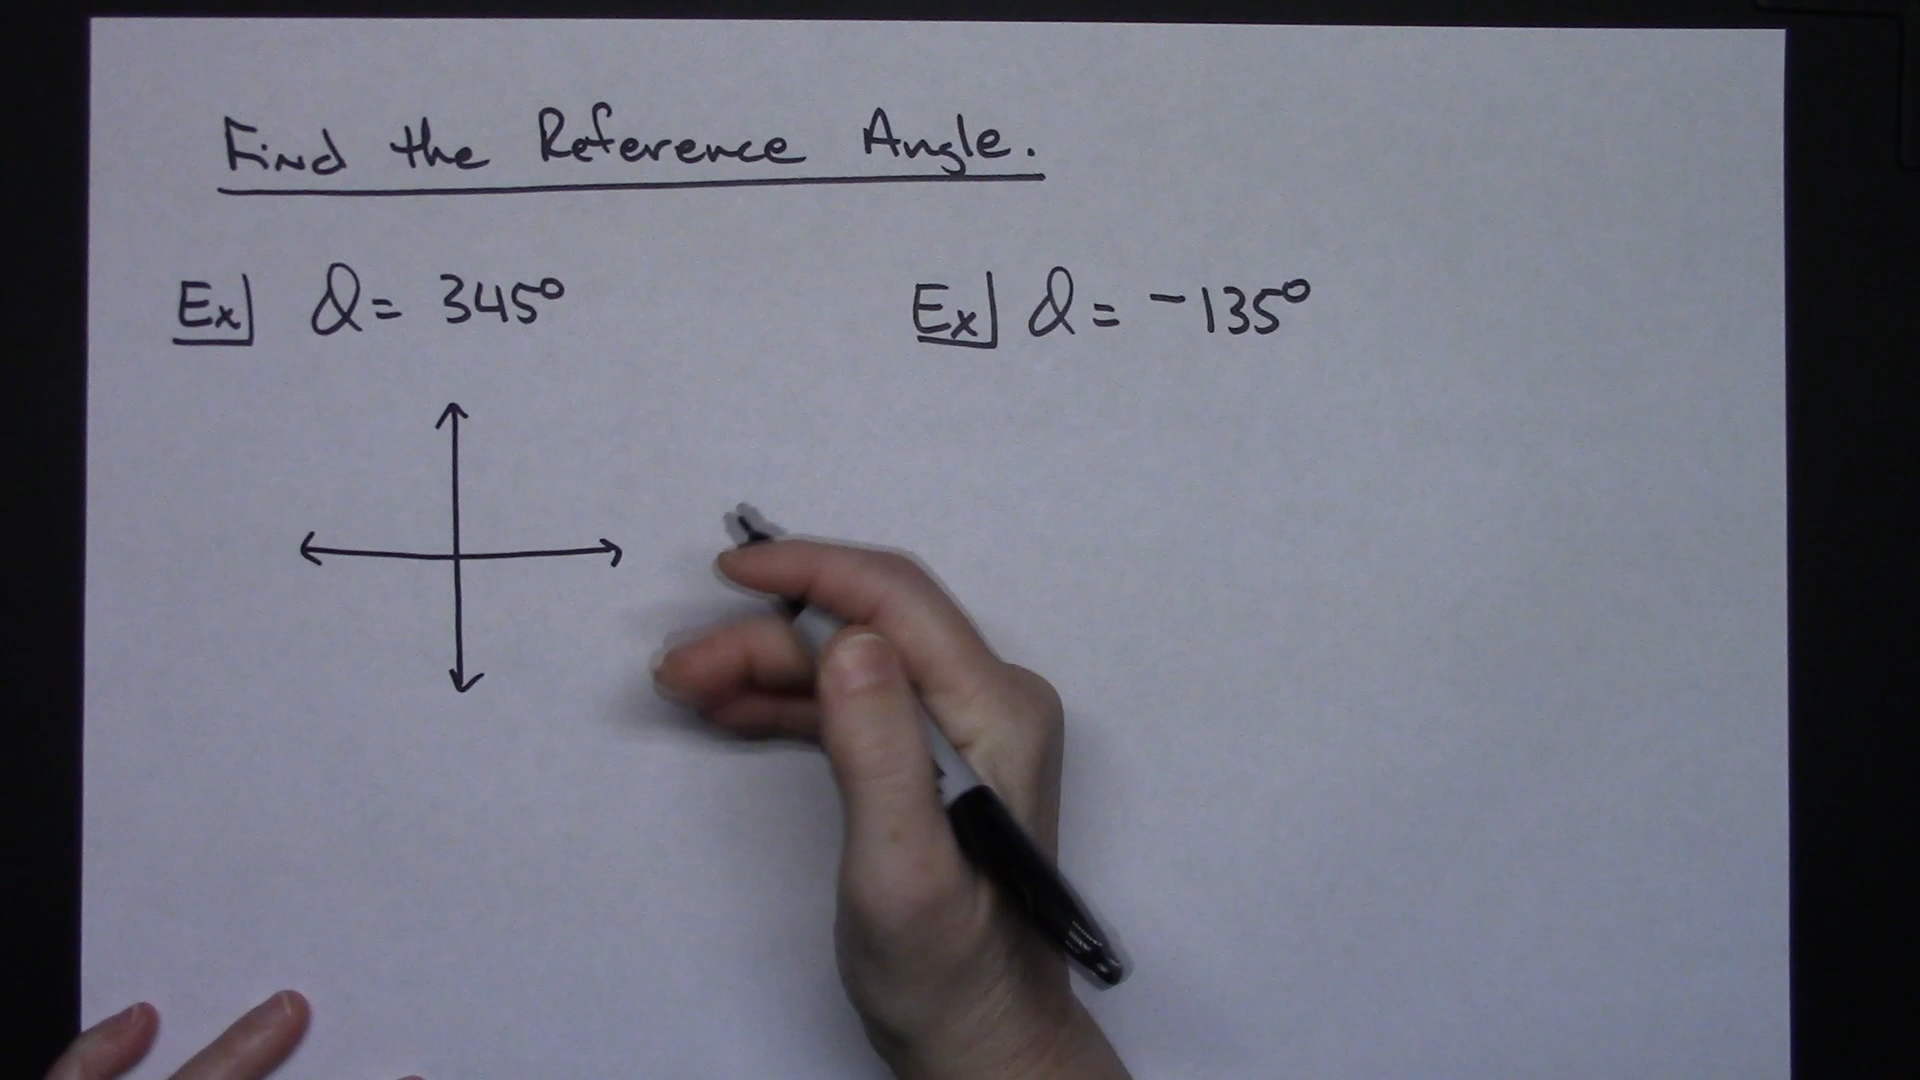 Find the Reference Angle.
Ex] θ = 345°
Ex] θ = -135°